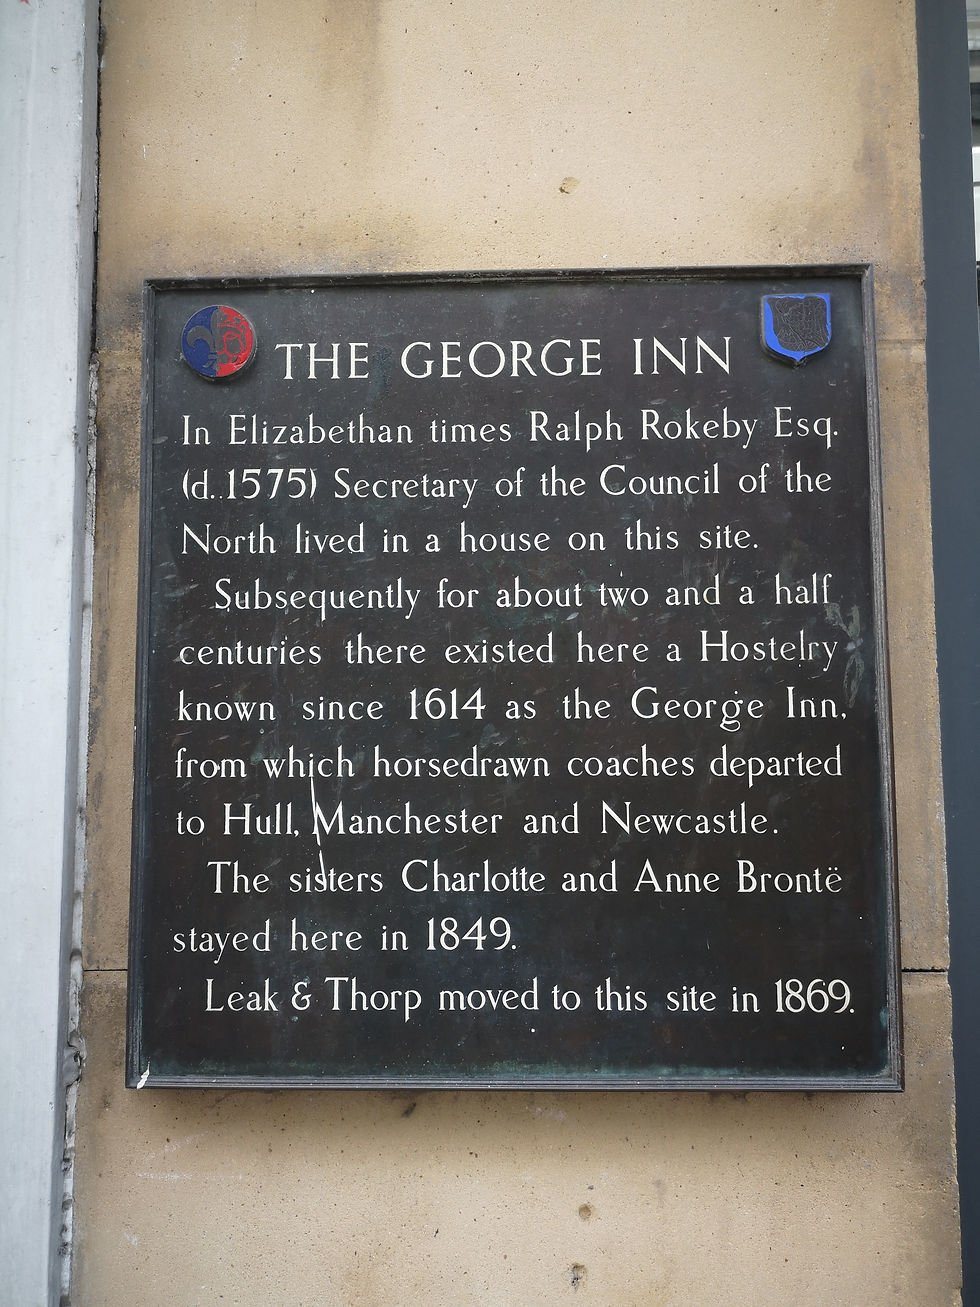 THE GEORGE INN
In Elizabethan times Ralph Rokeby Esq.
(d. 1575) Secretary of the Council of the
North lived in a house on this site.
Subsequently for about two and a half
centuries there existed here a Hostelry
known since 1614 as the George Inn,
from which horsedrawn coaches departed
to Hull, Manchester and Newcastle.
The sisters Charlotte and Anne Brontë
stayed here in 1849.
Leak & Thorp moved to this site in 1869.